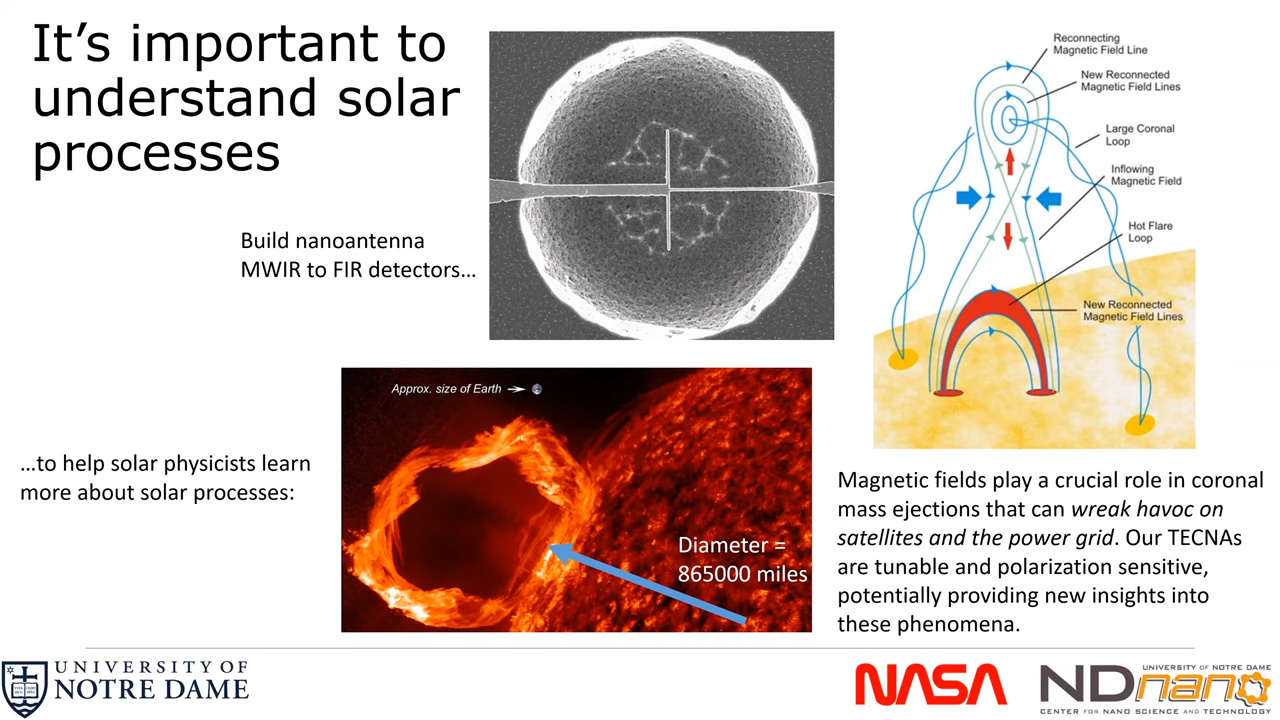 It’s important to
understand solar
processes
Build nanoantenna
MWIR to FIR detectors…
…to help solar physicists learn
more about solar processes:
Approx. size of Earth
Diameter =
865000 miles
Reconnecting
Magnetic Field Line
New Reconnected
Magnetic Field Lines
Large Coronal
Loop
Inflowing
Magnetic Field
Hot Flare
Loop
New Reconnected
Magnetic Field Lines
Magnetic fields play a crucial role in coronal
mass ejections that can wreak havoc on
satellites and the power grid. Our TECNAs
are tunable and polarization sensitive,
potentially providing new insights into
these phenomena.
UNIVERSITY OF
NOTRE DAME
NASA
UNIVERSITY OF NOTRE DAME
NDnano
CENTER FOR NANO SCIENCE AND TECHNOLOGY